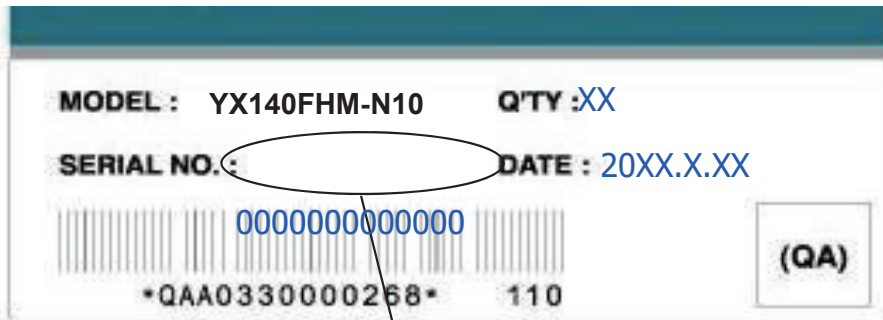 MODEL : YX140FHM-N10 Q'TY :XX
SERIAL NO. : DATE : 20XX.X.XX
0000000000000
(QA)
*QAA0330000268* 110